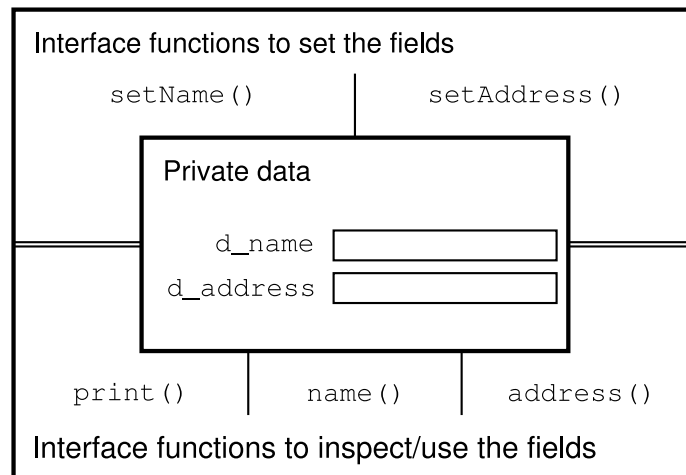 Interface functions to set the fields
setName() setAddress()
Private data
d_name
d_address
print() name() address()
Interface functions to inspect/use the fields